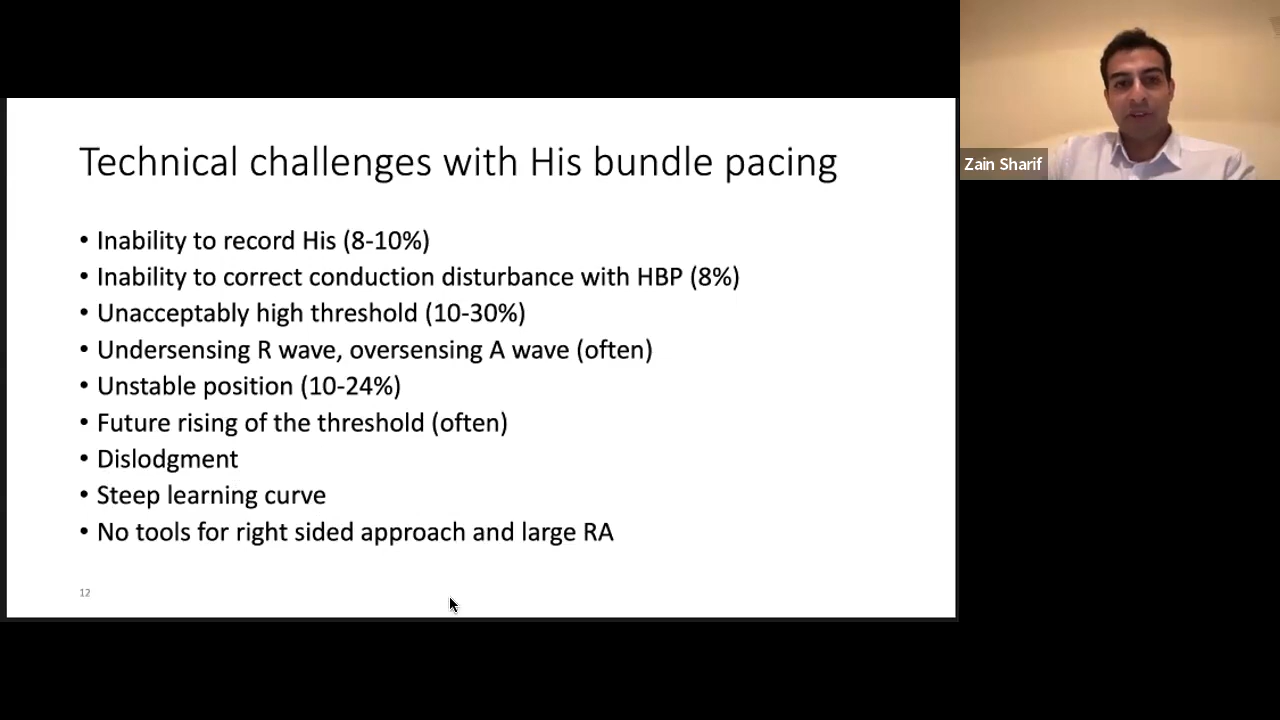 Technical challenges with His bundle pacing
• Inability to record His (8-10%)
• Inability to correct conduction disturbance with HBP (8%)
• Unacceptably high threshold (10-30%)
• Undersensing R wave, oversensing A wave (often)
• Unstable position (10-24%)
• Future rising of the threshold (often)
• Dislodgment
• Steep learning curve
• No tools for right sided approach and large RA
12
Zain Sharif